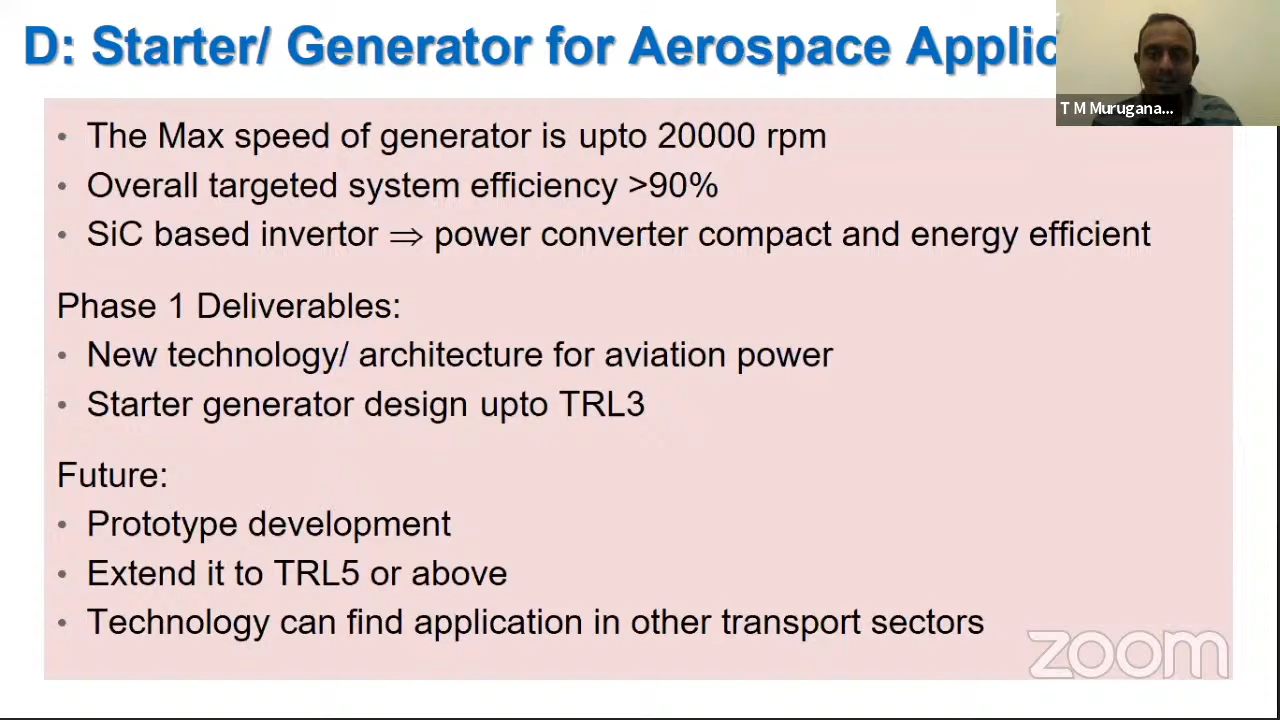 D: Starter/ Generator for Aerospace Applic
T M Murugana...
• The Max speed of generator is upto 20000 rpm
• Overall targeted system efficiency >90%
• SiC based invertor ⇒ power converter compact and energy efficient
Phase 1 Deliverables:
• New technology/ architecture for aviation power
• Starter generator design upto TRL3
Future:
• Prototype development
• Extend it to TRL5 or above
• Technology can find application in other transport sectors
zoom